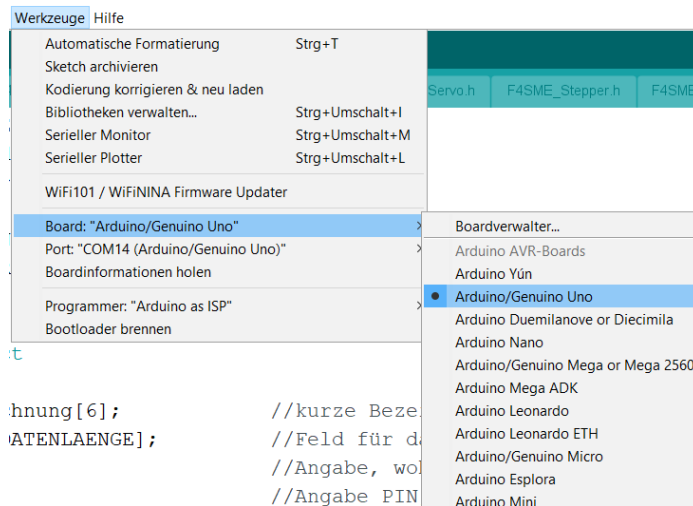 Werkzeuge Hilfe
Automatische Formatierung Strg+T
Sketch archivieren
Kodierung korrigieren & neu laden
Bibliotheken verwalten... Strg+Umschalt+I
Serieller Monitor Strg+Umschalt+M
Serieller Plotter Strg+Umschalt+L
WiFi101 / WiFiNINA Firmware Updater
Board: "Arduino/Genuino Uno"
Port: "COM14 (Arduino/Genuino Uno)"
Boardinformationen holen
Programmer: "Arduino as ISP"
Bootloader brennen
Servo.h F4SME_Stepper.h F4SME
Boardverwalter...
Arduino AVR-Boards
Arduino Yún
Arduino/Genuino Uno
Arduino Duemilanove or Diecimila
Arduino Nano
Arduino/Genuino Mega or Mega 2560
Arduino Mega ADK
Arduino Leonardo
Arduino Leonardo ETH
Arduino/Genuino Micro
Arduino Esplora
Arduino Mini
ct
chnung[6]; //kurze Beze
DATENLAENGE]; //Feld für da
//Angabe, wol
//Angabe PIN